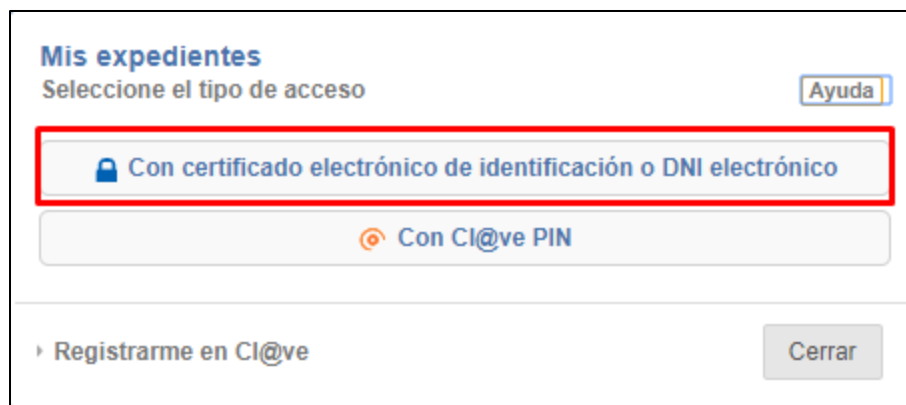 Mis expedientes
Seleccione el tipo de acceso
Ayuda
Con certificado electrónico de identificación o DNI electrónico
Con Cl@ve PIN
Registrarme en Cl@ve
Cerrar